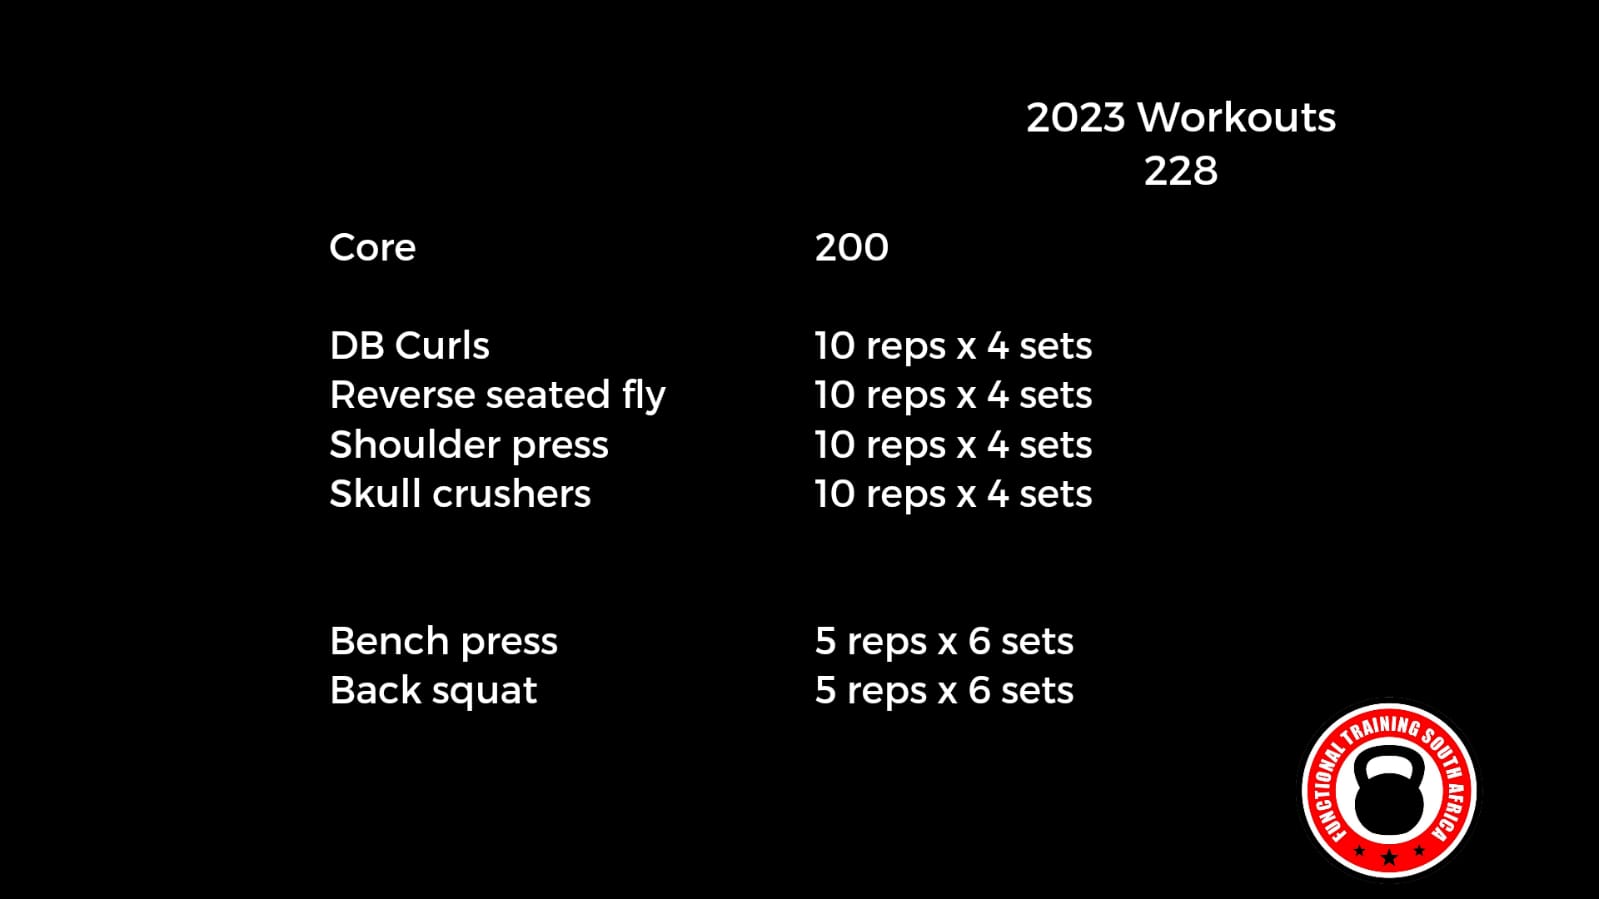 2023 Workouts
228
Core 200
DB Curls 10 reps x 4 sets
Reverse seated fly 10 reps x 4 sets
Shoulder press 10 reps x 4 sets
Skull crushers 10 reps x 4 sets
Bench press 5 reps x 6 sets
Back squat 5 reps x 6 sets
FUNCTIONAL TRAINING SOUTH AFRICA